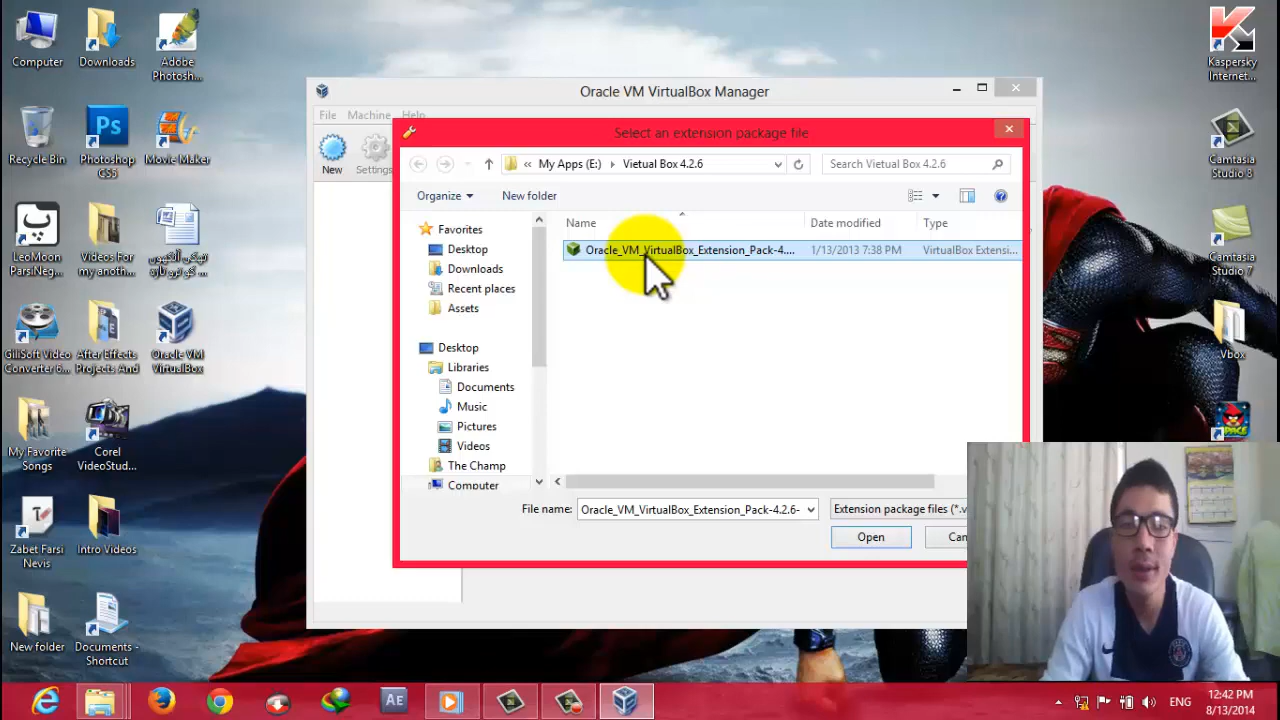 Computer
Downloads
Adobe
Photosh...
Recycle Bin
Photoshop
CS5
Movie Maker
LeoMoon
ParsiNeg...
Videos For
my anoth...
GiliSoft Video
Converter 6...
After Effects
Projects And
Oracle VM
VirtualBox
My Favorite
Songs
Corel
VideoStud...
Zabet Farsi
Nevis
Intro Videos
New folder
Documents -
Shortcut
Oracle VM VirtualBox Manager
File Machine Help
New Settings
Select an extension package file
« My Apps (E:) Vietual Box 4.2.6
Search Vietual Box 4.2.6
Organize New folder
Name Date modified Type
Oracle_VM_VirtualBox_Extension_Pack-4.... 1/13/2013 7:38 PM VirtualBox Extensi...
Favorites
Desktop
Downloads
Recent places
Assets
Desktop
Libraries
Documents
Music
Pictures
Videos
The Champ
Computer
File name: Oracle_VM_VirtualBox_Extension_Pack-4.2.6-
Extension package files (*.v
Open Can
Kaspersky
Internet...
Camtasia
Studio 8
Camtasia
Studio 7
Vbox
ENG
12:42 PM
8/13/2014